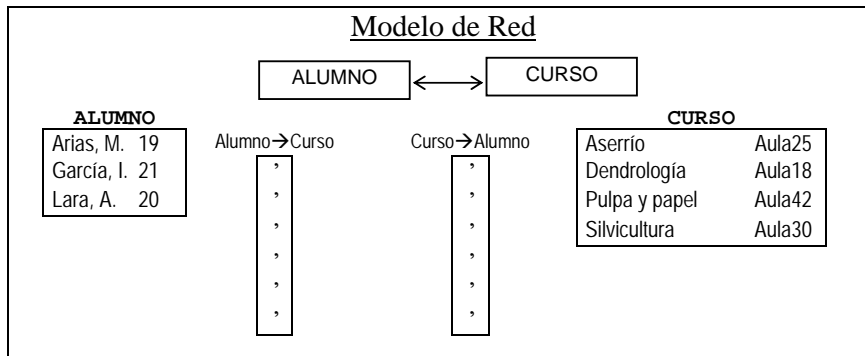 Modelo de Red
ALUMNO CURSO
ALUMNO CURSO
Arias, M. 19 Alumno→Curso Curso→Alumno Aserrío Aula25
García, I. 21 , , Dendrología Aula18
Lara, A. 20 , , Pulpa y papel Aula42
, , Silvicultura Aula30
, ,
, ,
, ,